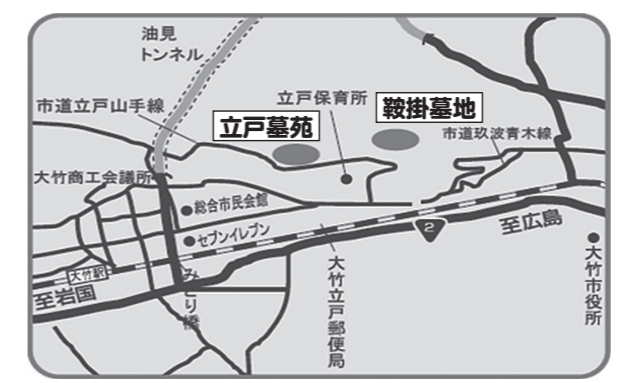 油見
トンネル
市道立戸山手線
立戸保育所
立戸墓苑
鞍掛墓地
市道玖波青木線
大竹商工会議所
総合市民会館
セブンイレブン
2
至広島
大竹駅
至岩国
みどり橋
大竹立戸郵便局
大竹市役所